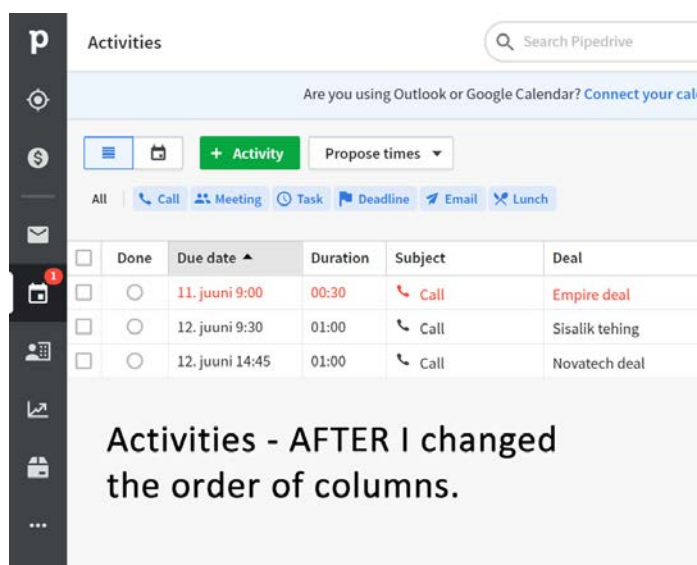 p
Activities
Search Pipedrive
Are you using Outlook or Google Calendar? Connect your cal
+ Activity
Propose times
All Call Meeting Task Deadline Email Lunch
Done Due date Duration Subject Deal
1
11. juuni 9:00 00:30 Call Empire deal
12. juuni 9:30 01:00 Call Sisalik tehing
12. juuni 14:45 01:00 Call Novatech deal
Activities - AFTER I changed
the order of columns.